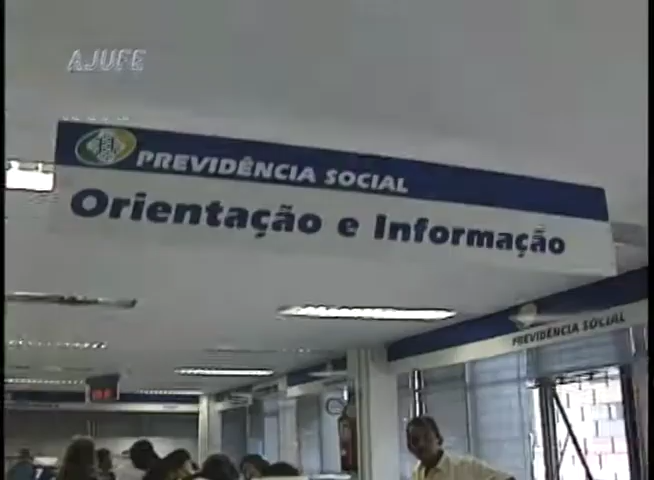 AJUFE
PREVIDÊNCIA SOCIAL
Orientação e Informação
PREVIDÊNCIA SOCIAL